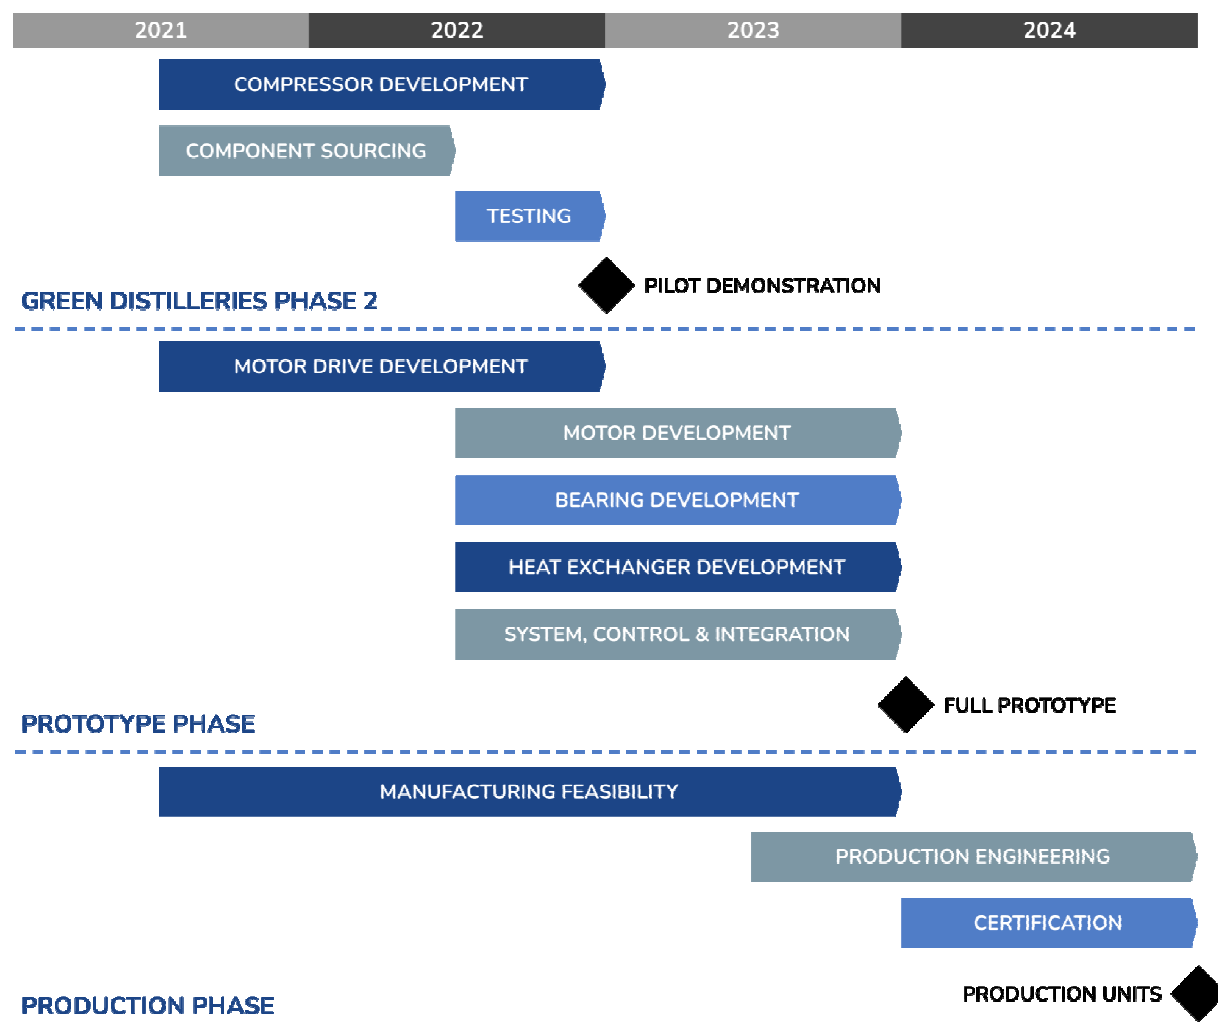 2021 2022 2023 2024
COMPRESSOR DEVELOPMENT
COMPONENT SOURCING
TESTING
PILOT DEMONSTRATION
GREEN DISTILLERIES PHASE 2
MOTOR DRIVE DEVELOPMENT
MOTOR DEVELOPMENT
BEARING DEVELOPMENT
HEAT EXCHANGER DEVELOPMENT
SYSTEM, CONTROL & INTEGRATION
FULL PROTOTYPE
PROTOTYPE PHASE
MANUFACTURING FEASIBILITY
PRODUCTION ENGINEERING
CERTIFICATION
PRODUCTION UNITS
PRODUCTION PHASE